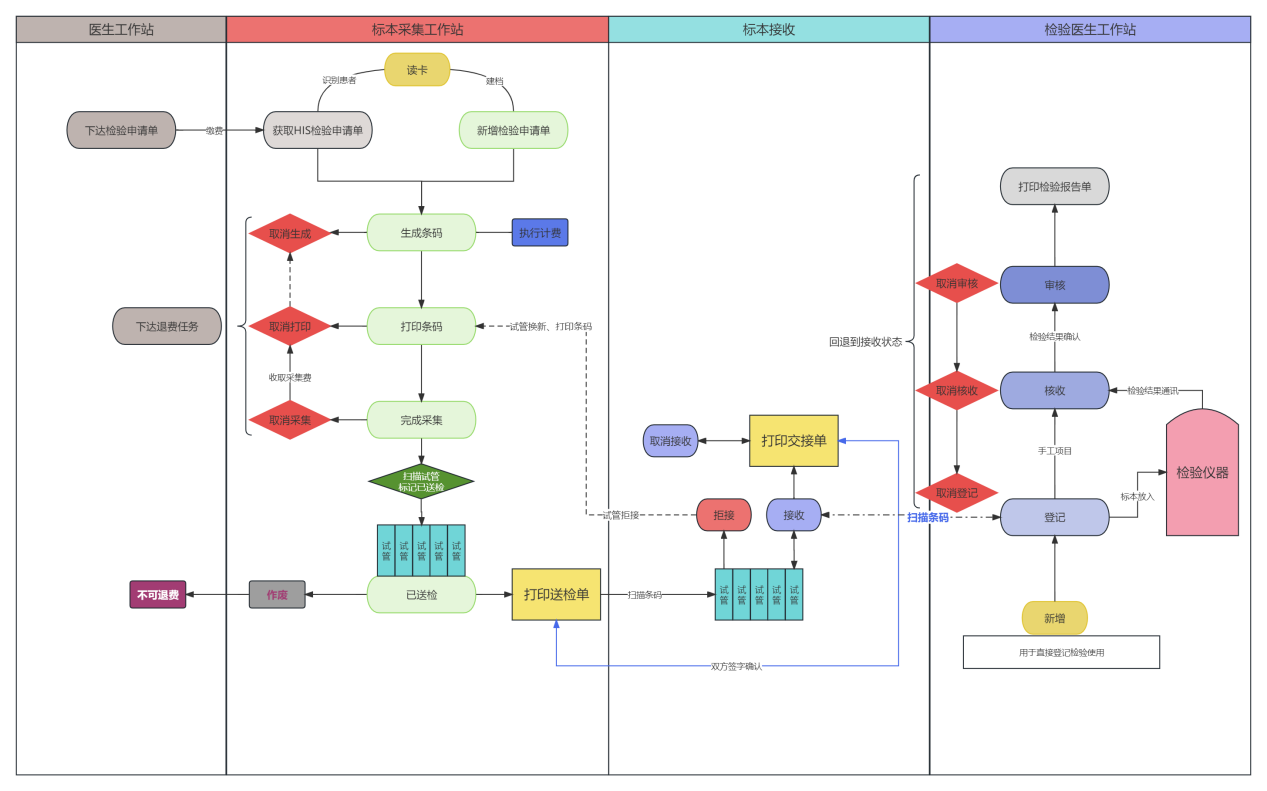 医生工作站
标本采集工作站
标本接收
检验医生工作站
读卡
识别患者
建档
下达检验申请单
缴费
获取HIS检验申请单
新增检验申请单
打印检验报告单
取消生成
生成条码
执行计费
取消审核
审核
下达退费任务
取消打印
打印条码
试管换新、打印条码
回退到接收状态
检验结果确认
收取采集费
取消核收
核收
检验结果通讯
取消采集
完成采集
取消接收
打印交接单
手工项目
检验仪器
扫描试管
标记已送检
取消登记
标本放入
试管拒接
拒接
接收
扫描条码
登记
试管
试管
试管
试管
试管
不可退费
作废
已送检
打印送检单
扫描条码
试管
试管
试管
试管
试管
新增
用于直接登记检验使用
双方签字确认